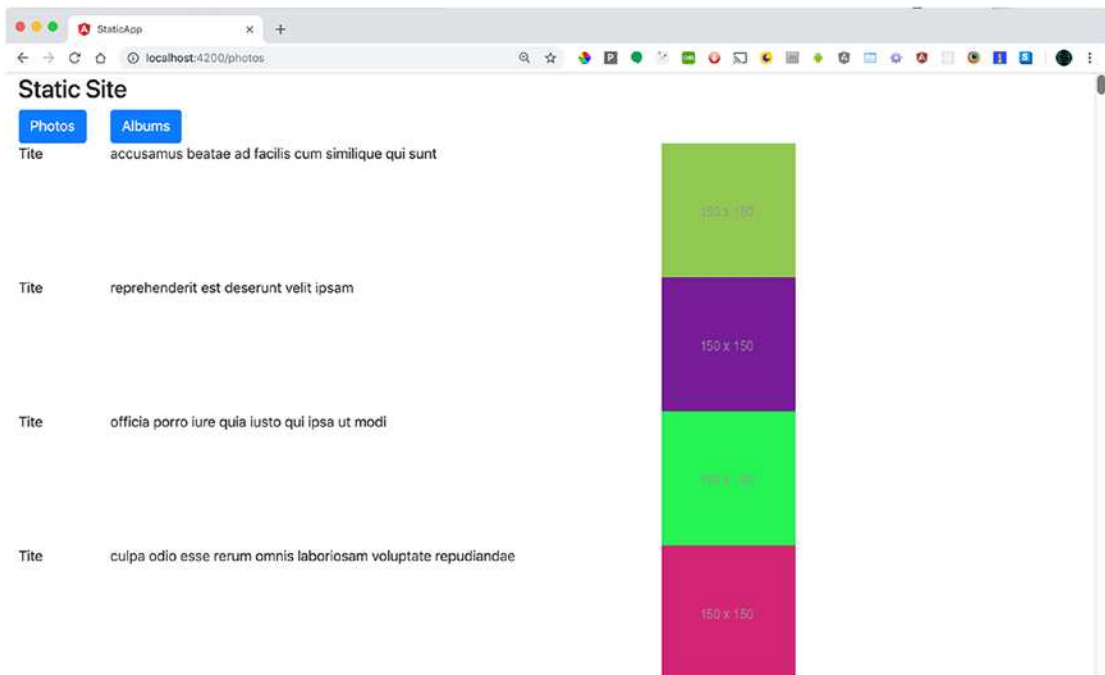 StaticApp
localhost:4200/photos
Static Site
Photos Albums
Tite accusamus beatae ad facilis cum similique qui sunt
150 x 150
Tite reprehenderit est deserunt velit ipsam
150 x 150
Tite officia porro iure quia iusto qui ipsa ut modi
150 x 150
Tite culpa odio esse rerum omnis laboriosam voluptate repudiandae
150 x 150